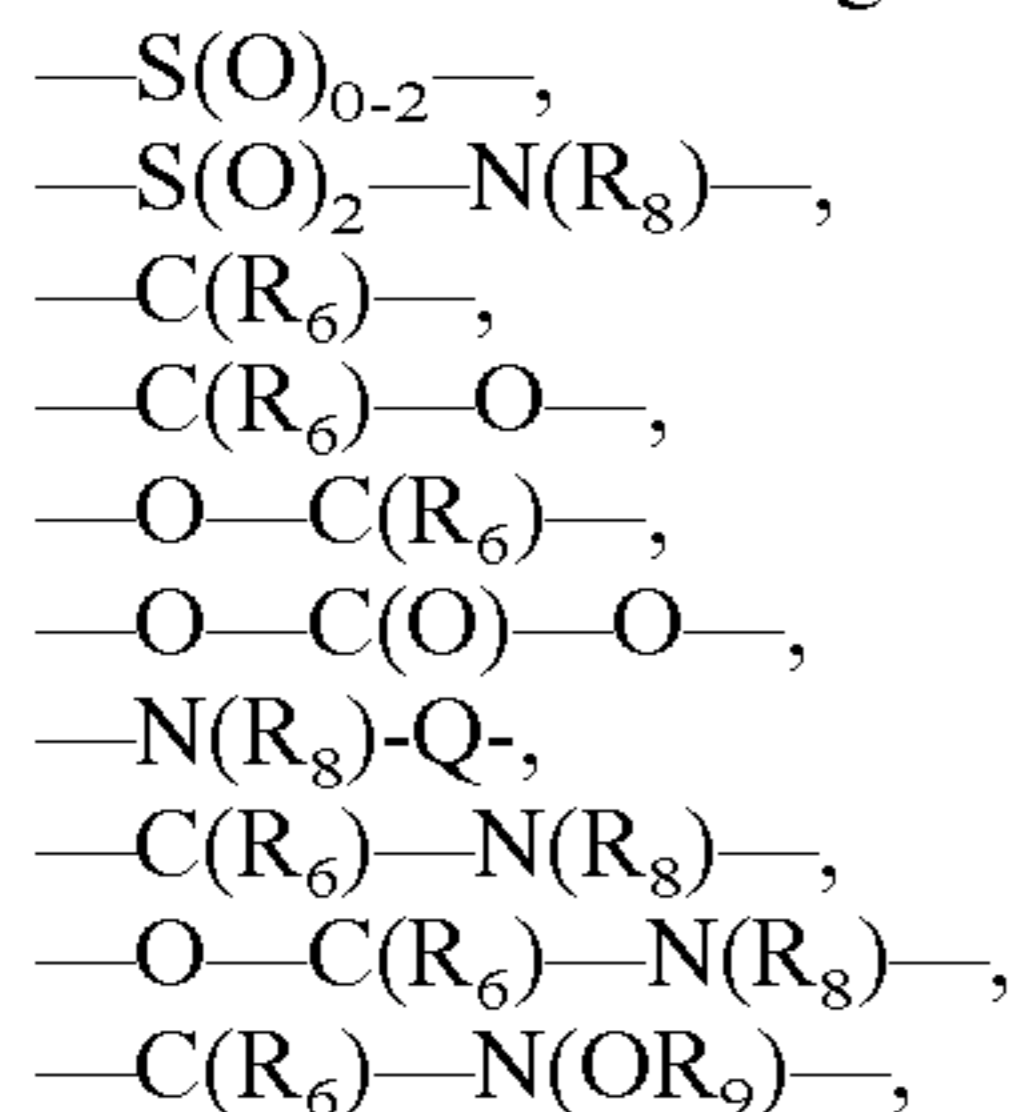 —S(O)₀₋₂—,
—S(O)₂—N(R₈)—,
—C(R₆)—,
—C(R₆)—O—,
—O—C(R₆)—,
—O—C(O)—O—,
—N(R₈)-Q-,
—C(R₆)—N(R₈)—,
—O—C(R₆)—N(R₈)—,
—C(R₆)—N(OR₉)—,